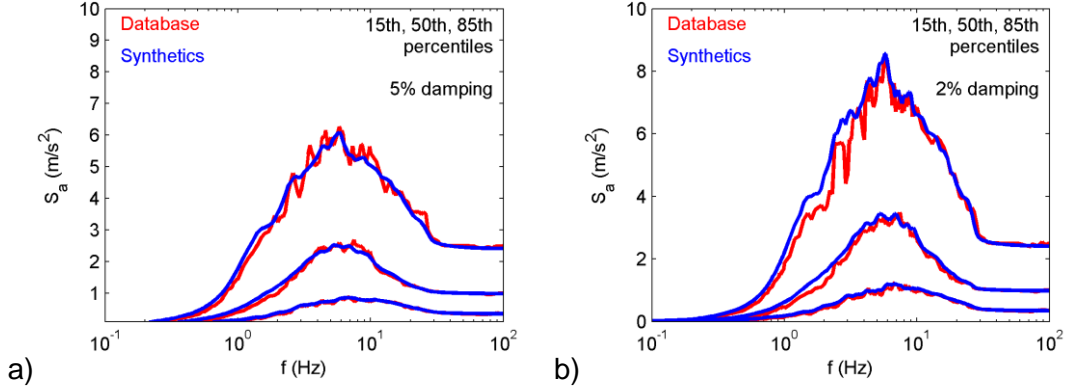 10
9
8
7
6
5
4
3
2
1
S_a (m/s²)
Database
Synthetics
15th, 50th, 85th
percentiles
5% damping
10⁻¹ 10⁰ 10¹ 10²
f (Hz)
a)
10
8
6
4
2
0
S_a (m/s²)
Database
Synthetics
15th, 50th, 85th
percentiles
2% damping
10⁻¹ 10⁰ 10¹ 10²
f (Hz)
b)